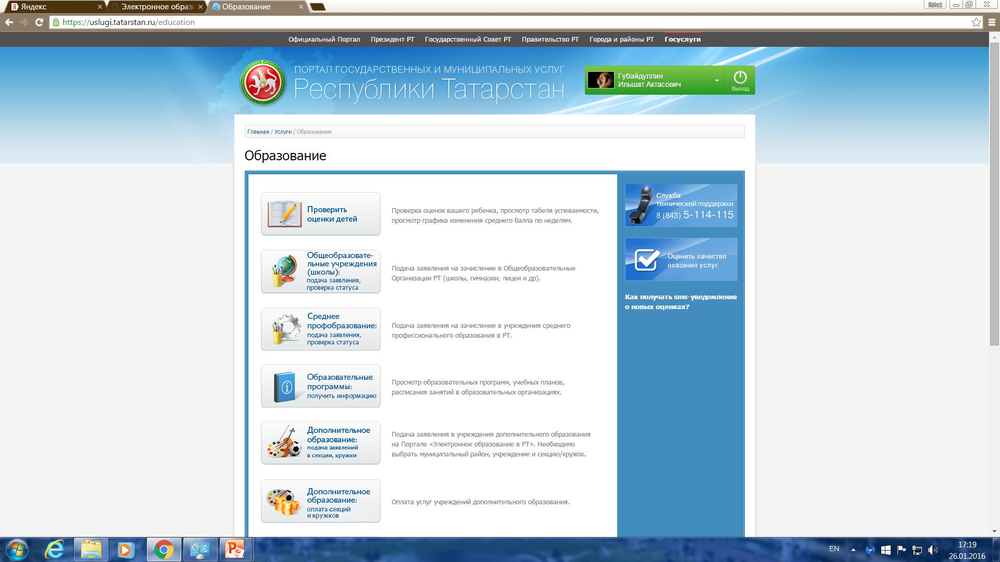 Яндекс
Электронное образо
Образование
ilshat
https://uslugi.tatarstan.ru/education
Официальный Портал
Президент РТ
Государственный Совет РТ
Правительство РТ
Города и районы РТ
Госуслуги
ПОРТАЛ ГОСУДАРСТВЕННЫХ И МУНИЦИПАЛЬНЫХ УСЛУГ
Республики Татарстан
Губайдуллин
Ильшат Актасович
Выход
Главная / Услуги / Образование
Образование
Проверить
оценки детей
Проверка оценок вашего ребенка, просмотр табеля успеваемости,
просмотр графика изменения среднего балла по неделям.
Общеобразовате-
льные учреждения
(школы):
подача заявления,
проверка статуса
Подача заявления на зачисление в Общеобразовательные
Организации РТ (школы, гимназии, лицеи и др).
Среднее
профобразование:
подача заявления,
проверка статуса
Подача заявления на зачисление в учреждения среднего
профессионального образования в РТ.
Образовательные
программы:
получить информацию
Просмотр образовательных программ, учебных планов,
расписания занятий в образовательных организациях.
Дополнительное
образование:
подача заявлений
в секции, кружки
Подача заявления в учреждения дополнительного образования
на Портале «Электронное образование в РТ». Необходимо
выбрать муниципальный район, учреждение и секцию/кружок.
Дополнительное
образование:
оплата секций
и кружков
Оплата услуг учреждений дополнительного образования.
Служба
технической поддержки
8 (843) 5-114-115
Оценить качество
оказания услуг
Как получать sms-уведомления
о новых оценках?
EN
17:19
26.01.2016